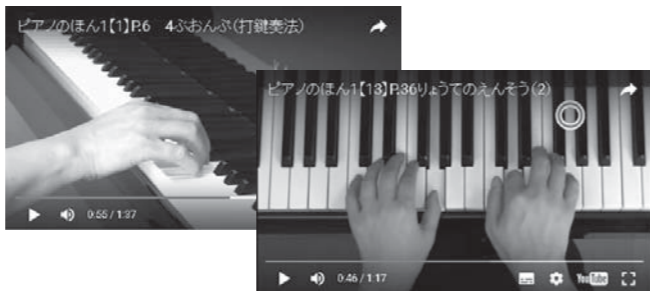 ピアノのほん1【1】P.6 4ぶおんぷ(打鍵奏法)
0:55 / 1:37
ピアノのほん1【13】P.36りょうてのえんそう(2)
0:46 / 1:17
YouTube